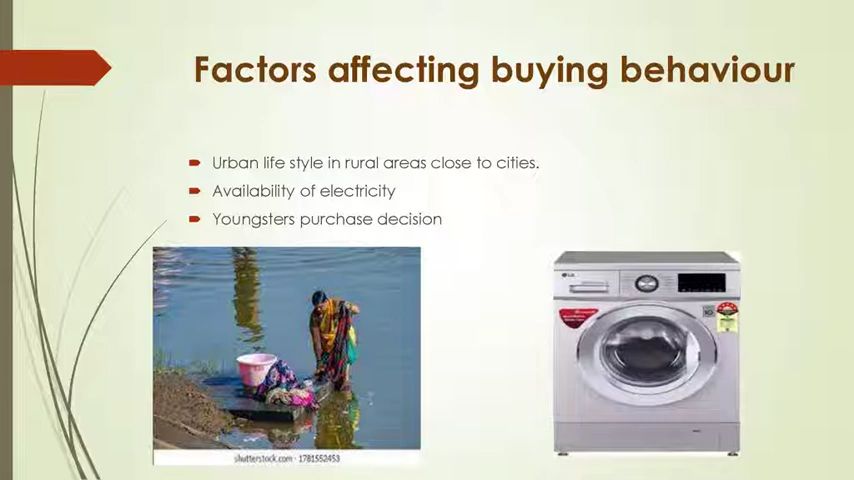 Factors affecting buying behaviour
Urban life style in rural areas close to cities.
Availability of electricity
Youngsters purchase decision
LG
shutterstock.com · 1781552453